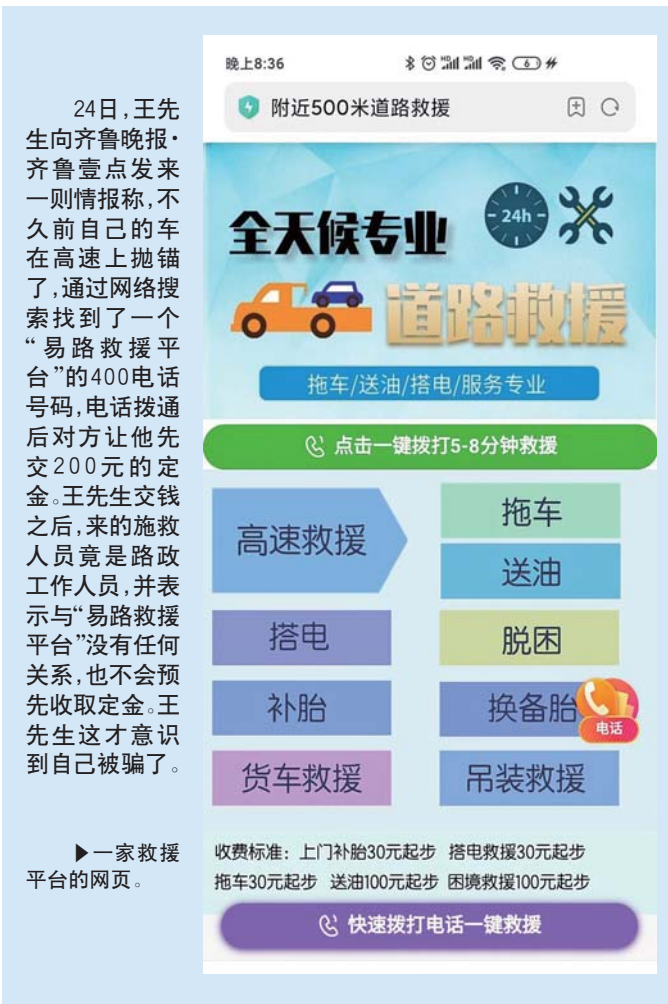 24日,王先
生向齐鲁晚报·
齐鲁壹点发来
一则情报称,不
久前自己的车
在高速上抛锚
了,通过网络搜
索找到了一个
“易路救援平
台”的400电话
号码,电话拨通
后对方让他先
交200元的定
金。王先生交钱
之后,来的施救
人员竟是路政
工作人员,并表
示与“易路救援
平台”没有任何
关系,也不会预
先收取定金。王
先生这才意识
到自己被骗了。
▶一家救援
平台的网页。
晚上8:36
HD HD 6
附近500米道路救援
全天候专业
24h
道路救援
拖车/送油/搭电/服务专业
点击一键拨打5-8分钟救援
高速救援
拖车
送油
搭电
脱困
补胎
换备胎
电话
货车救援
吊装救援
收费标准：上门补胎30元起步 搭电救援30元起步
拖车30元起步 送油100元起步 困境救援100元起步
快速拨打电话一键救援